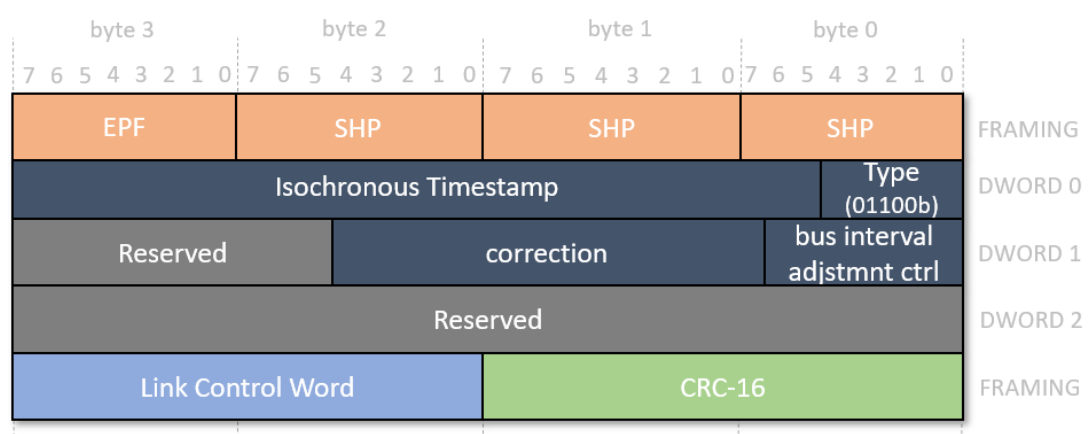 byte 3 byte 2 byte 1 byte 0
7 6 5 4 3 2 1 0 7 6 5 4 3 2 1 0 7 6 5 4 3 2 1 0 7 6 5 4 3 2 1 0
EPF SHP SHP SHP FRAMING
Isochronous Timestamp Type (01100b) DWORD 0
Reserved correction bus interval adjstmnt ctrl DWORD 1
Reserved DWORD 2
Link Control Word CRC-16 FRAMING